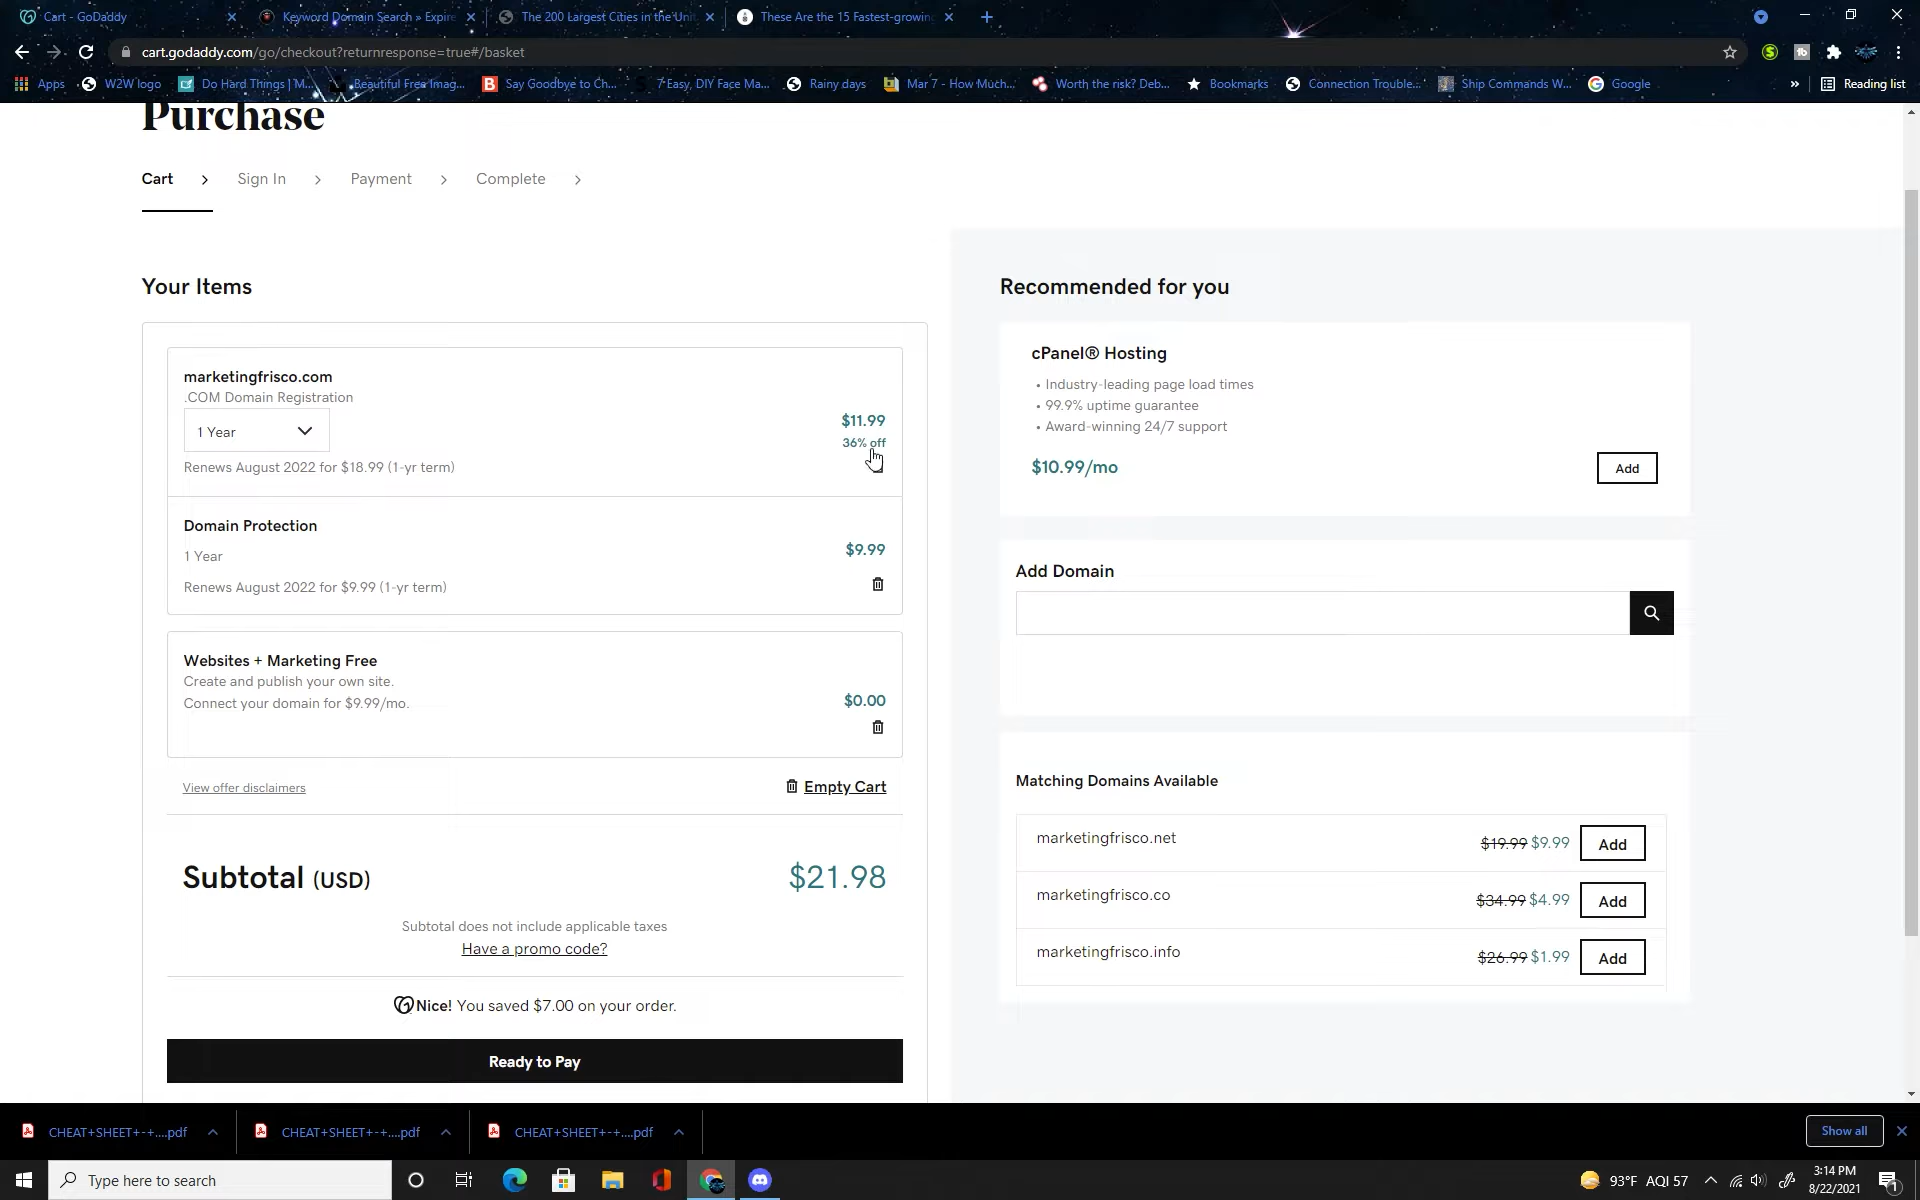 Cart - GoDaddy
Keyword Domain Search » Expire
The 200 Largest Cities in the Unit
These Are the 15 Fastest-growing
cart.godaddy.com/go/checkout?returnresponse=true#/basket
Apps
W2W logo
Do Hard Things | M...
Beautiful Free Imag...
Say Goodbye to Ch...
7 Easy, DIY Face Ma...
Rainy days
Mar 7 - How Much...
Worth the risk? Deb...
Bookmarks
Connection Trouble...
Ship Commands W...
Google
»
Reading list
Purchase
Cart
Sign In
Payment
Complete
Your Items
marketingfrisco.com
.COM Domain Registration
1 Year
$11.99
36% off
Renews August 2022 for $18.99 (1-yr term)
Domain Protection
1 Year
$9.99
Renews August 2022 for $9.99 (1-yr term)
Websites + Marketing Free
Create and publish your own site.
Connect your domain for $9.99/mo.
$0.00
View offer disclaimers
Empty Cart
Subtotal (USD)
$21.98
Subtotal does not include applicable taxes
Have a promo code?
Nice! You saved $7.00 on your order.
Ready to Pay
Recommended for you
cPanel® Hosting
• Industry-leading page load times
• 99.9% uptime guarantee
• Award-winning 24/7 support
$10.99/mo
Add
Add Domain
Matching Domains Available
marketingfrisco.net
$19.99 $9.99
Add
marketingfrisco.co
$34.99 $4.99
Add
marketingfrisco.info
$26.99 $1.99
Add
CHEAT+SHEET+-+....pdf
CHEAT+SHEET+-+....pdf
CHEAT+SHEET+-+....pdf
Show all
Type here to search
93°F AQI 57
3:14 PM
8/22/2021
1